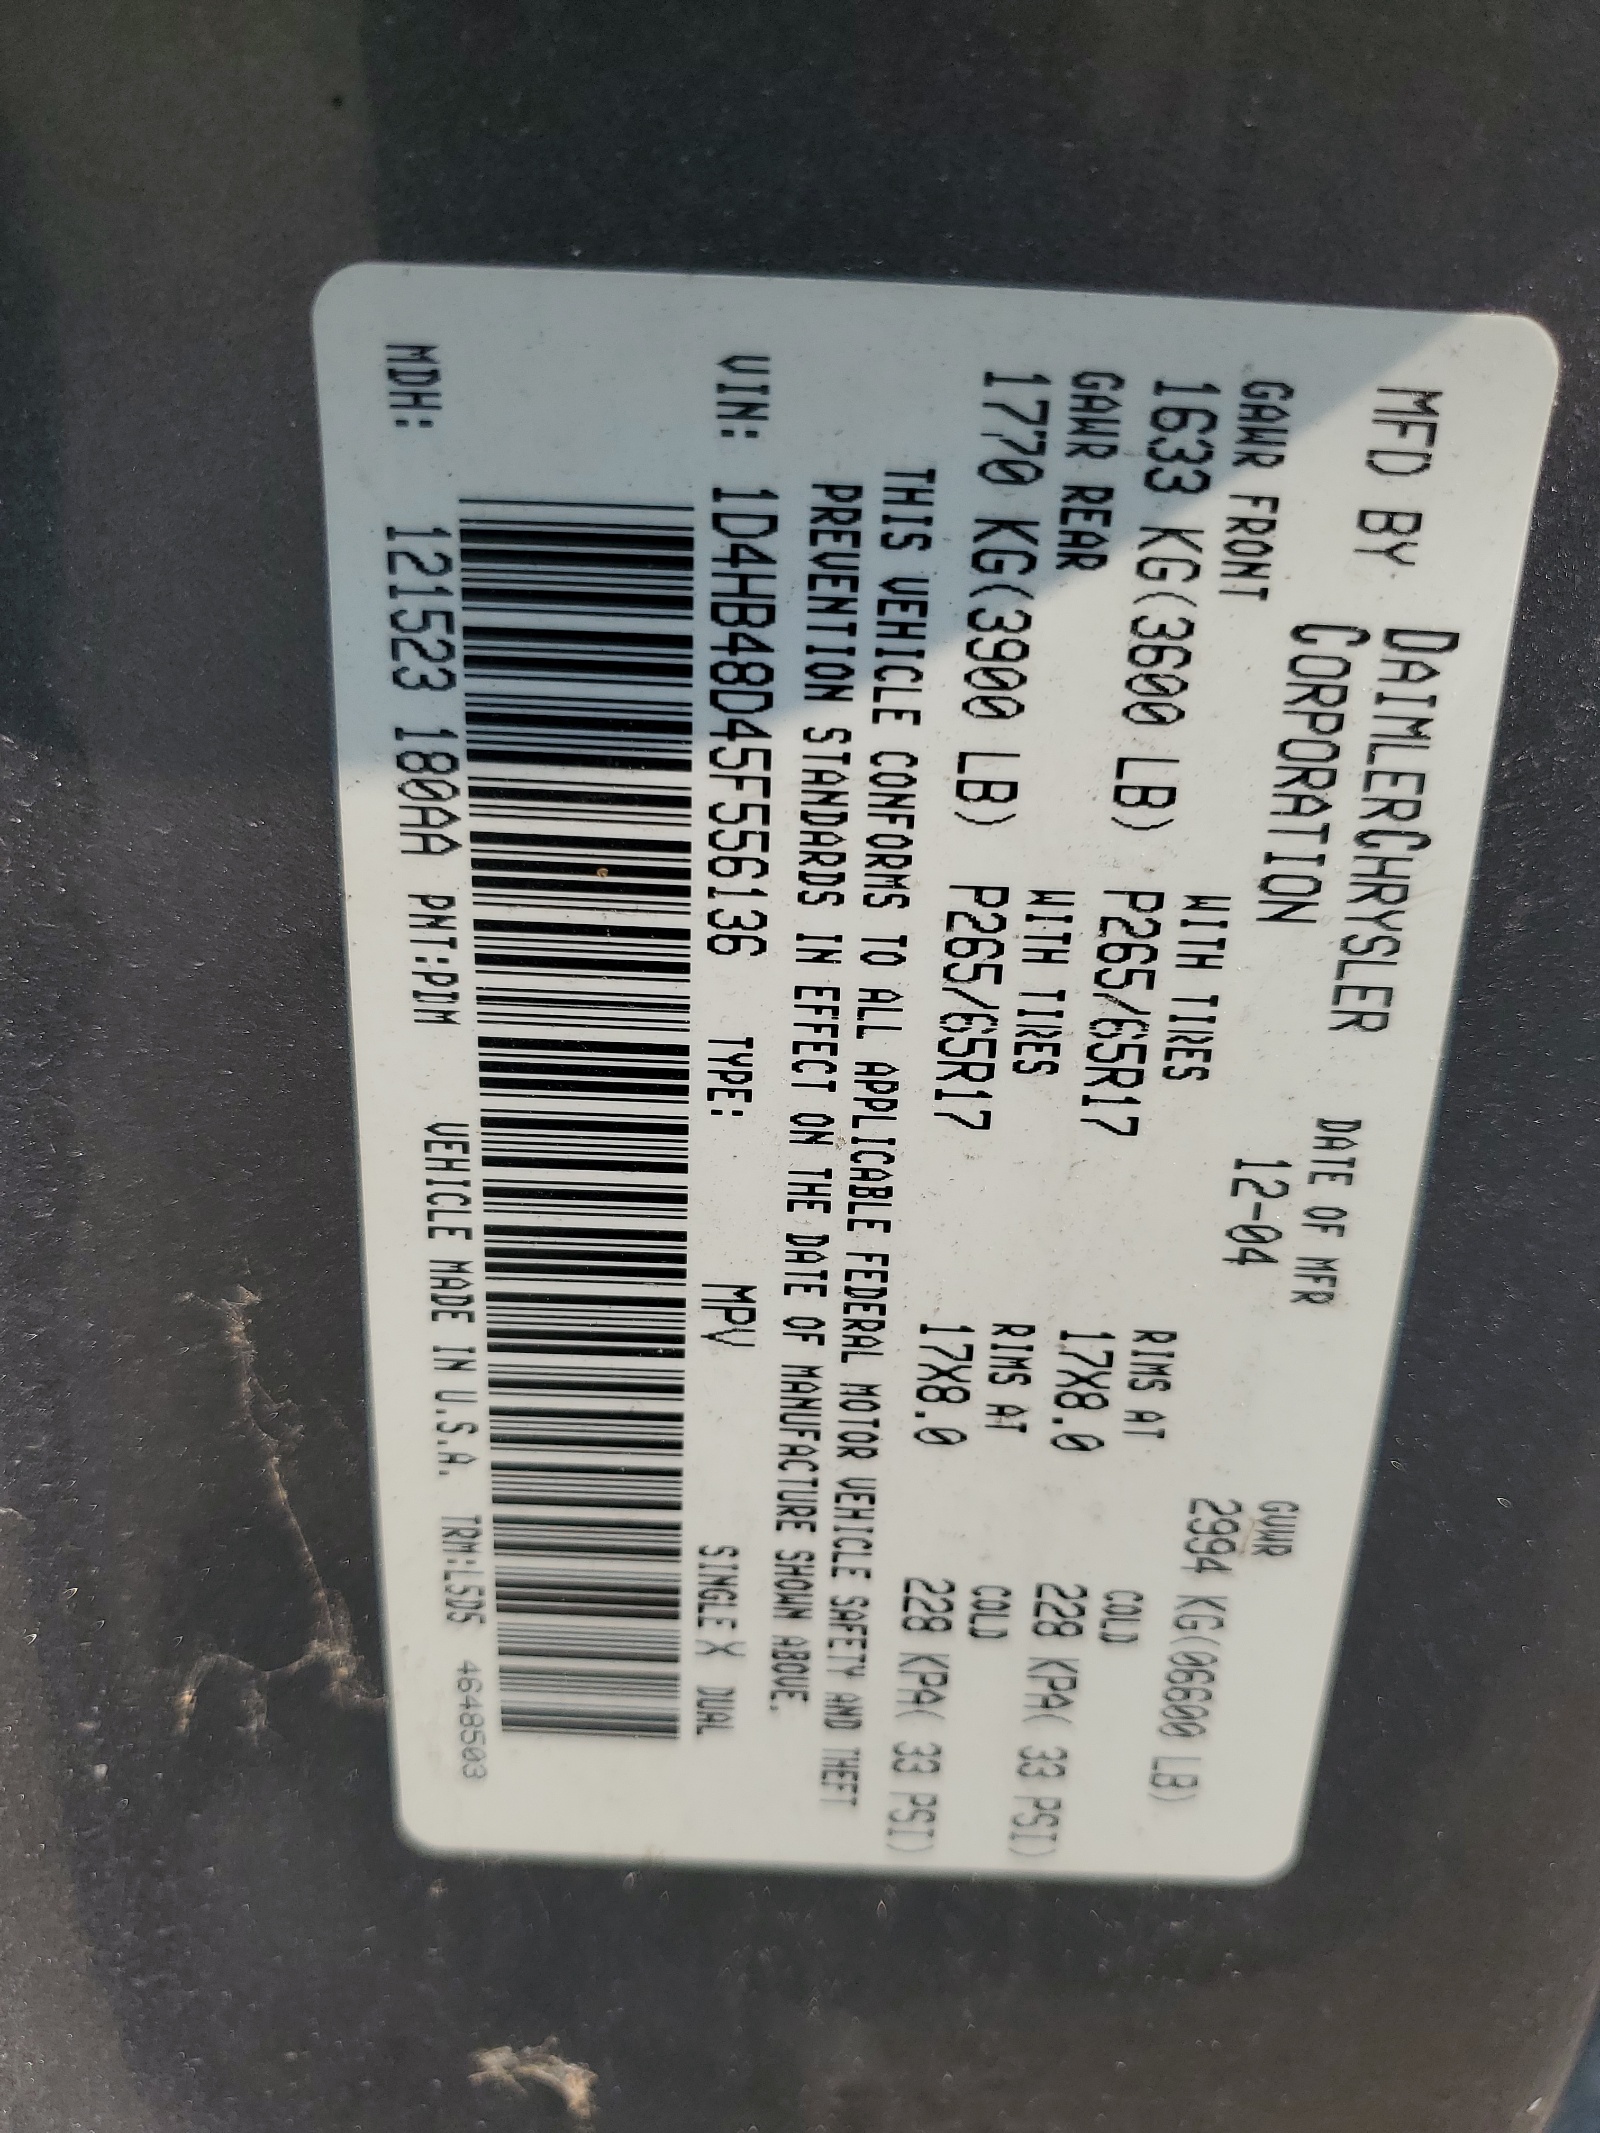 MFD BY DAIMLERCHRYSLER CORPORATION
DATE OF MFR 12-04
GVWR 2994 KG(06600 LB)
GAWR FRONT WITH TIRES RIMS AT COLD
1633 KG(3600 LB) P265/65R17 17X8.0 228 KPA( 33 PSI)
GAWR REAR WITH TIRES RIMS AT COLD
1770 KG(3900 LB) P265/65R17 17X8.0 228 KPA( 33 PSI)
THIS VEHICLE CONFORMS TO ALL APPLICABLE FEDERAL MOTOR VEHICLE SAFETY AND THEFT
PREVENTION STANDARDS IN EFFECT ON THE DATE OF MANUFACTURE SHOWN ABOVE.
VIN: 1D4HB48D45F556136 TYPE: MPV SINGLE X DUAL
MDH: 121523 180AA PNT:PDM VEHICLE MADE IN U.S.A. TRM:L5D5 4648503